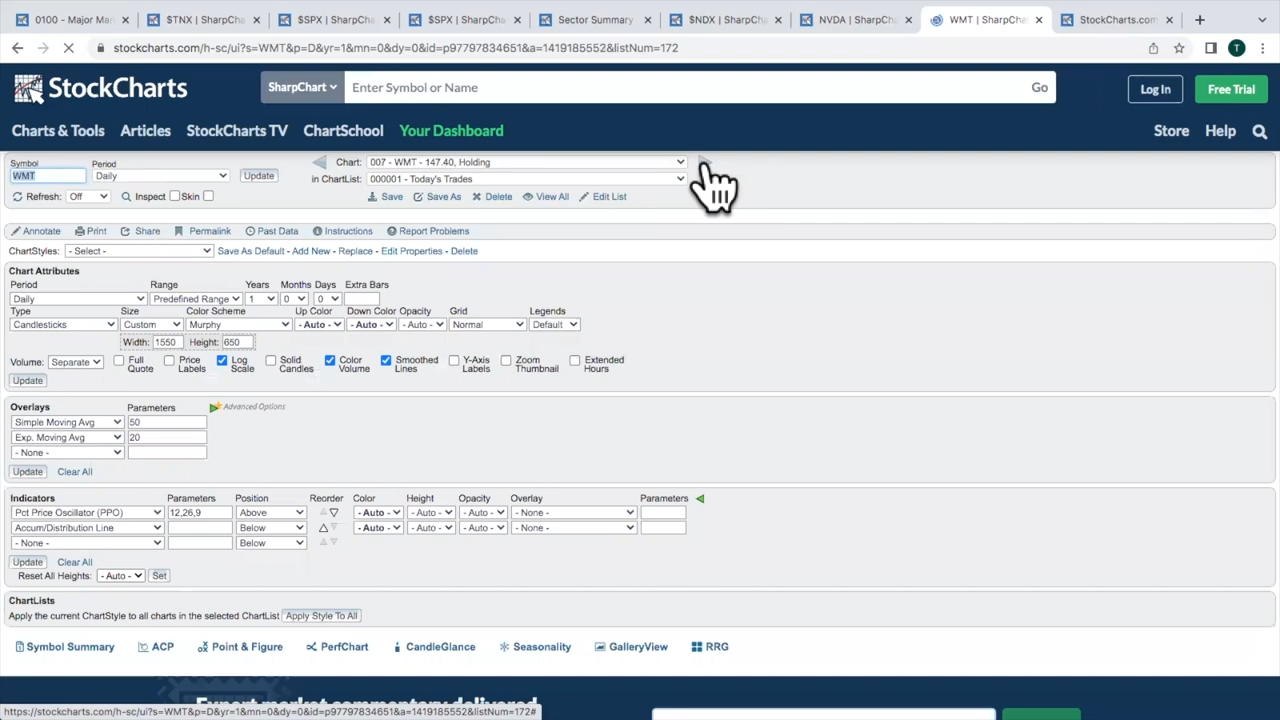 0100 - Major Mar
$TNX | SharpCha
$SPX | SharpCha
$SPX | SharpCha
Sector Summary
$NDX | SharpCha
NVDA | SharpCha
WMT | SharpCha
StockCharts.com
stockcharts.com/h-sc/ui?s=WMT&p=D&yr=1&mn=0&dy=0&id=p97797834651&a=1419185552&listNum=172
T
StockCharts
SharpChart
Enter Symbol or Name
Go
Log In
Free Trial
Charts & Tools
Articles
StockCharts TV
ChartSchool
Your Dashboard
Store
Help
Symbol
Period
Chart: 007 - WMT - 147.40, Holding
WMT
Daily
Update
in ChartList: 000001 - Today's Trades
Refresh: Off
Inspect
Skin
Save
Save As
Delete
View All
Edit List
Annotate
Print
Share
Permalink
Past Data
Instructions
Report Problems
ChartStyles: - Select -
Save As Default - Add New - Replace - Edit Properties - Delete
Chart Attributes
Period Range Years Months Days Extra Bars
Daily Predefined Range 1 0 0
Type Size Color Scheme Up Color Down Color Opacity Grid Legends
Candlesticks Custom Murphy - Auto - - Auto - - Auto - Normal Default
Width: 1550 Height: 650
Volume: Separate
Full Quote
Price Labels
Log Scale
Solid Candles
Color Volume
Smoothed Lines
Y-Axis Labels
Zoom Thumbnail
Extended Hours
Update
Overlays Parameters Advanced Options
Simple Moving Avg 50
Exp. Moving Avg 20
- None -
Update Clear All
Indicators Parameters Position Reorder Color Height Opacity Overlay Parameters
Pct Price Oscillator (PPO) 12,26,9 Above - Auto - - Auto - - Auto - - None -
Accum/Distribution Line Below - Auto - - Auto - - Auto - - None -
- None - Below
Update Clear All
Reset All Heights: - Auto - Set
ChartLists
Apply the current ChartStyle to all charts in the selected ChartList Apply Style To All
Symbol Summary
ACP
Point & Figure
PerfChart
CandleGlance
Seasonality
GalleryView
RRG
Expert market commentary delivered
https://stockcharts.com/h-sc/ui?s=WMT&p=D&yr=1&mn=0&dy=0&id=p97797834651&a=1419185552&listNum=172#